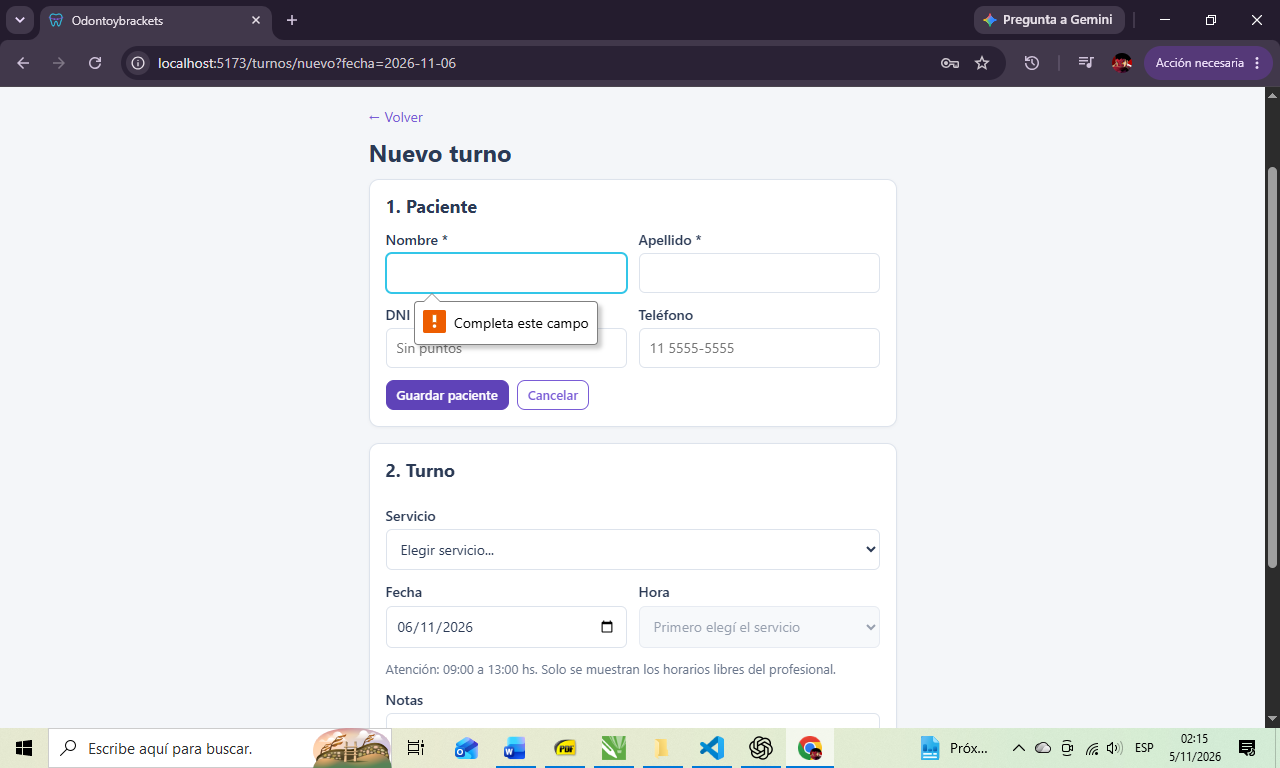 Odontoybrackets
Pregunta a Gemini
localhost:5173/turnos/nuevo?fecha=2026-11-06
Acción necesaria
← Volver
Nuevo turno
1. Paciente
Nombre * Apellido *
Completa este campo
DNI Teléfono
Sin puntos 11 5555-5555
Guardar paciente Cancelar
2. Turno
Servicio
Elegir servicio...
Fecha Hora
06/11/2026 Primero elegí el servicio
Atención: 09:00 a 13:00 hs. Solo se muestran los horarios libres del profesional.
Notas
Escribe aquí para buscar.
PDF
Próx...
ESP
02:15
5/11/2026